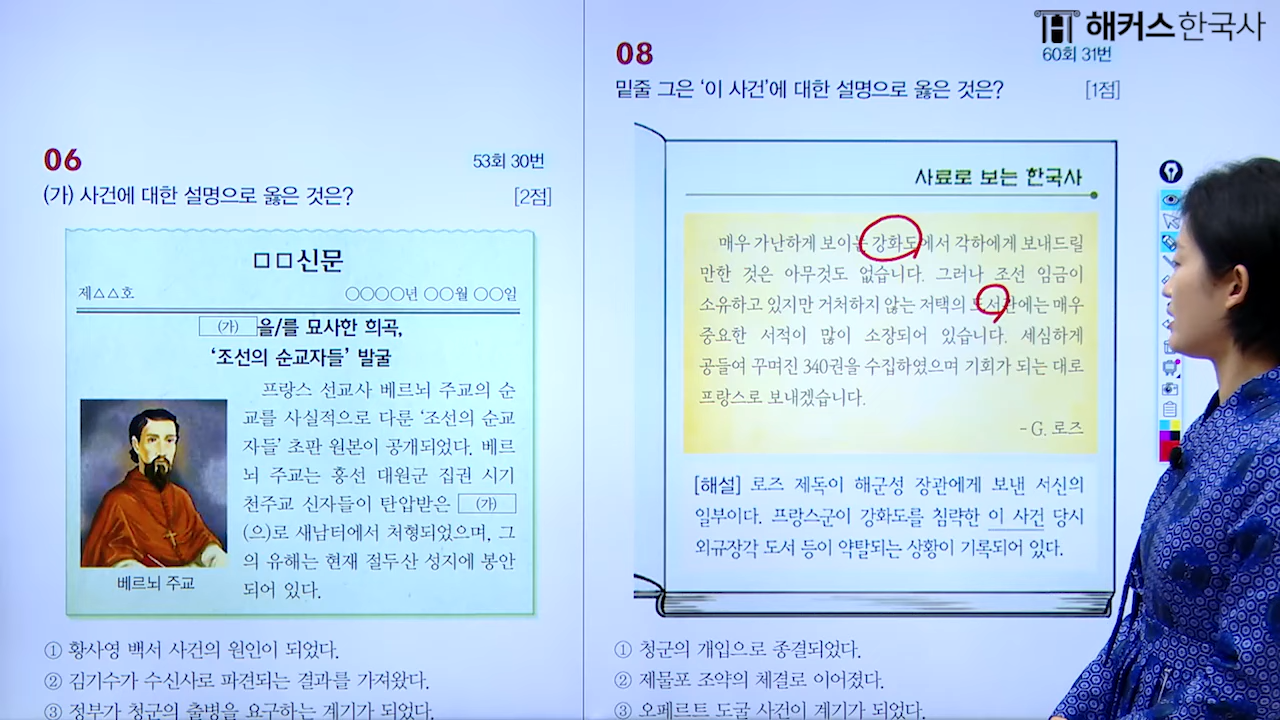 해커스한국사
06
53회 30번
(가) 사건에 대한 설명으로 옳은 것은?
[2점]
□□신문
제△△호
○○○○년 ○○월 ○○일
(가) 을/를 묘사한 희곡,
‘조선의 순교자들’ 발굴
프랑스 선교사 베르뇌 주교의 순
교를 사실적으로 다룬 ‘조선의 순교
자들’ 초판 원본이 공개되었다. 베르
뇌 주교는 흥선 대원군 집권 시기
천주교 신자들이 탄압받은 (가)
(으)로 새남터에서 처형되었으며, 그
의 유해는 현재 절두산 성지에 봉안
되어 있다.
베르뇌 주교
① 황사영 백서 사건의 원인이 되었다.
② 김기수가 수신사로 파견되는 결과를 가져왔다.
③ 정부가 청군의 출병을 요구하는 계기가 되었다.
08
60회 31번
밑줄 그은 ‘이 사건’에 대한 설명으로 옳은 것은?
[1점]
사료로 보는 한국사
매우 가난하게 보이는 강화도에서 각하에게 보내드릴
만한 것은 아무것도 없습니다. 그러나 조선 임금이
소유하고 있지만 거처하지 않는 저택의 도서관에는 매우
중요한 서적이 많이 소장되어 있습니다. 세심하게
공들여 꾸며진 340권을 수집하였으며 기회가 되는 대로
프랑스로 보내겠습니다.
- G. 로즈
[해설] 로즈 제독이 해군성 장관에게 보낸 서신의
일부이다. 프랑스군이 강화도를 침략한 이 사건 당시
외규장각 도서 등이 약탈되는 상황이 기록되어 있다.
① 청군의 개입으로 종결되었다.
② 제물포 조약의 체결로 이어졌다.
③ 오페르트 도굴 사건이 계기가 되었다.